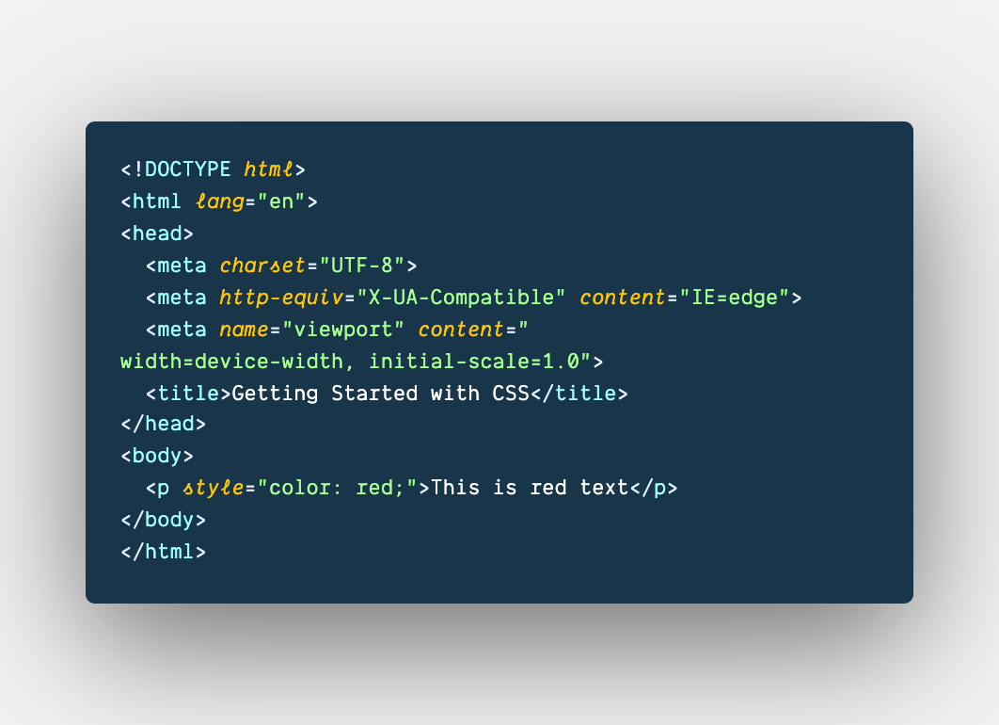 <!DOCTYPE html>
<html lang="en">
<head>
  <meta charset="UTF-8">
  <meta http-equiv="X-UA-Compatible" content="IE=edge">
  <meta name="viewport" content="
width=device-width, initial-scale=1.0">
  <title>Getting Started with CSS</title>
</head>
<body>
  <p style="color: red;">This is red text</p>
</body>
</html>